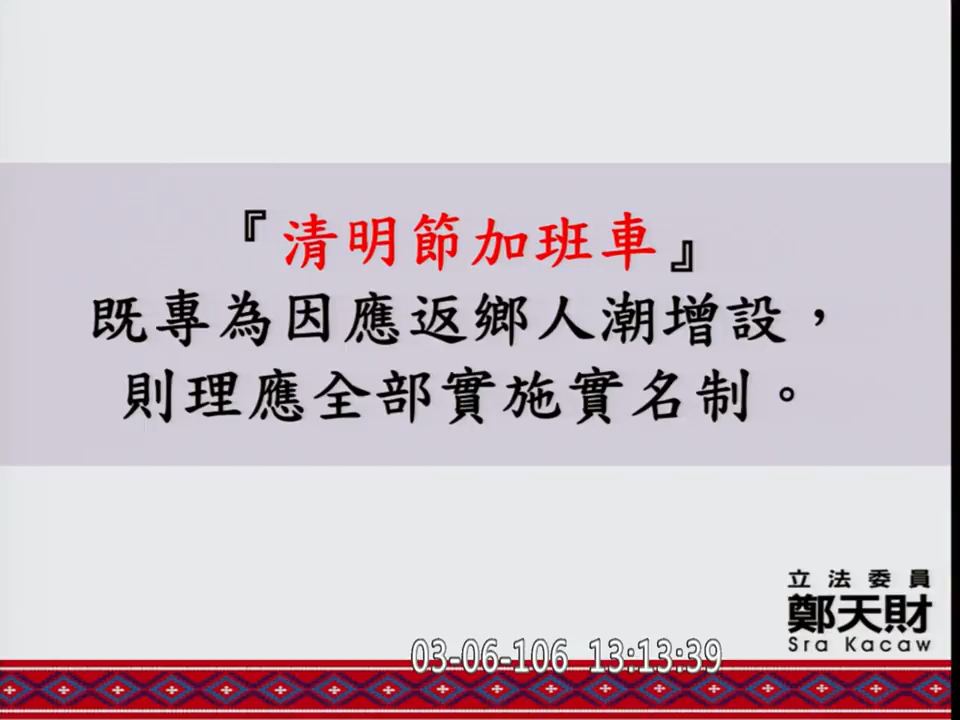 『清明節加班車』
既專為因應返鄉人潮增設，
則理應全部實施實名制。
立法委員
鄭天財
Sra Kacaw
03-06-106 13:13:39